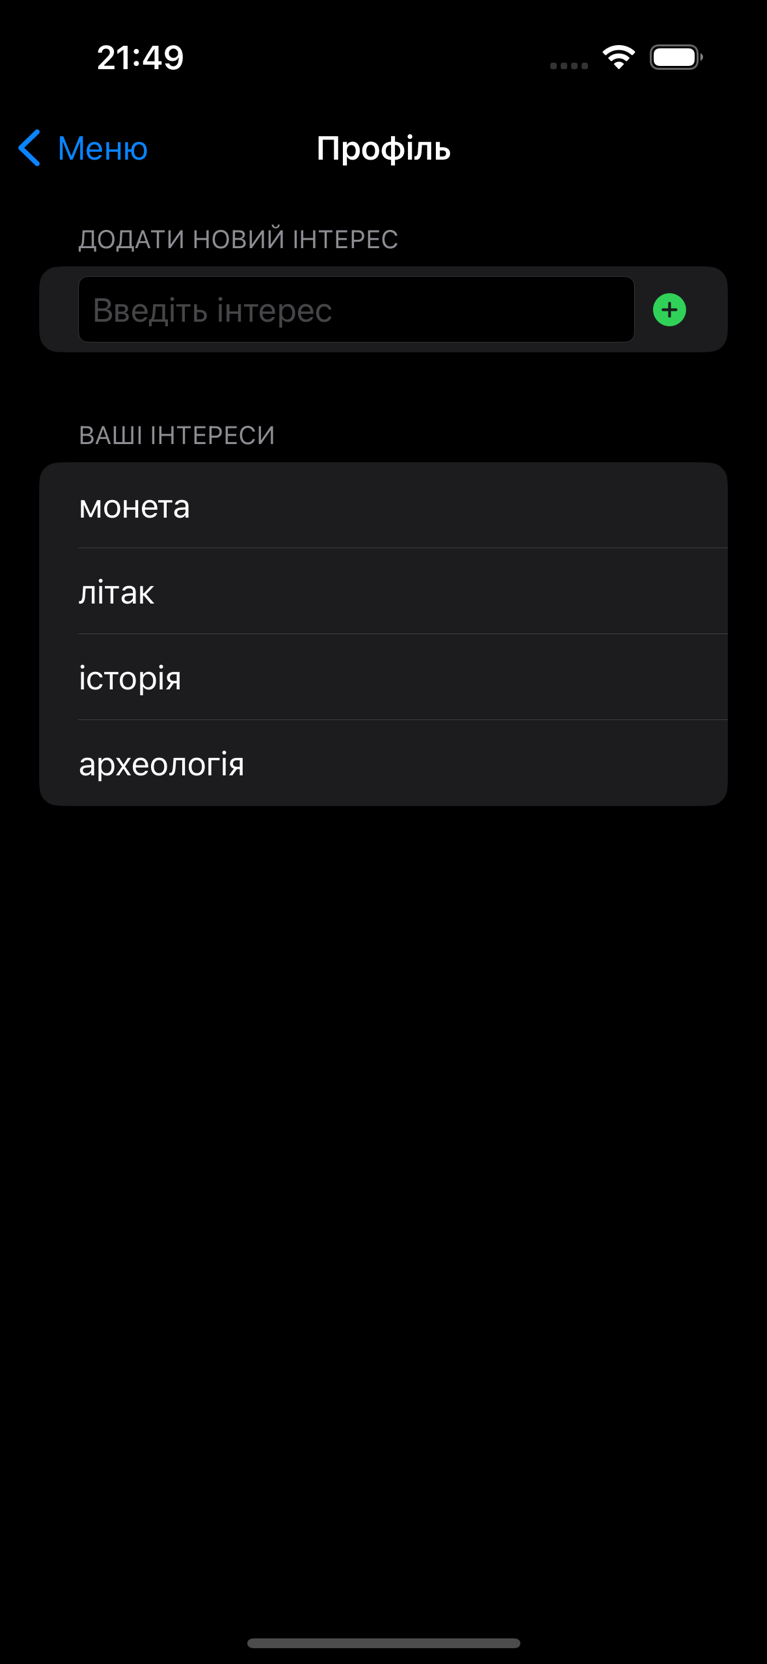 21:49
Меню
Профіль
ДОДАТИ НОВИЙ ІНТЕРЕС
Введіть інтерес
ВАШІ ІНТЕРЕСИ
монета
літак
історія
археологія